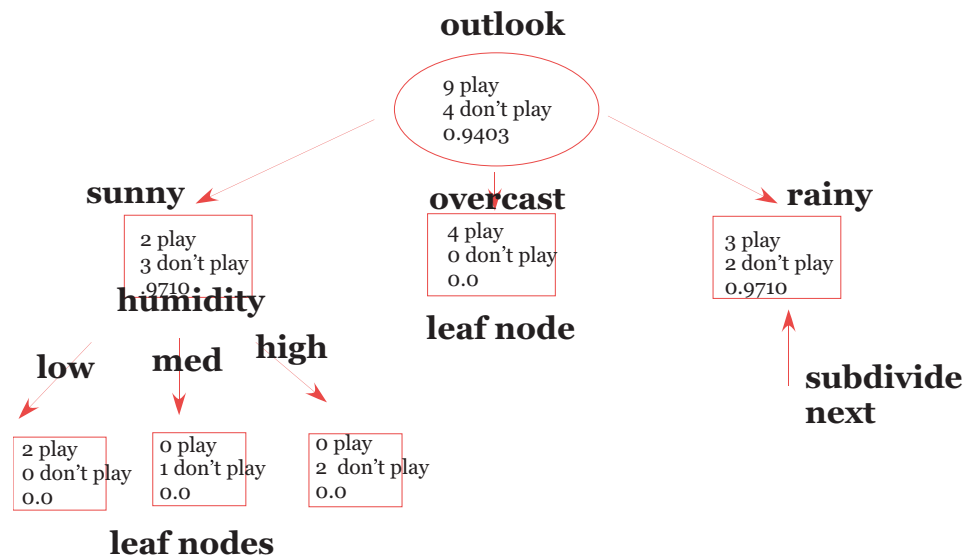 outlook
9 play
4 don't play
0.9403
sunny
overcast
rainy
2 play
3 don't play
.9710
humidity
4 play
0 don't play
0.0
leaf node
3 play
2 don't play
0.9710
low
med
high
subdivide
next
2 play
0 don't play
0.0
0 play
1 don't play
0.0
0 play
2 don't play
0.0
leaf nodes